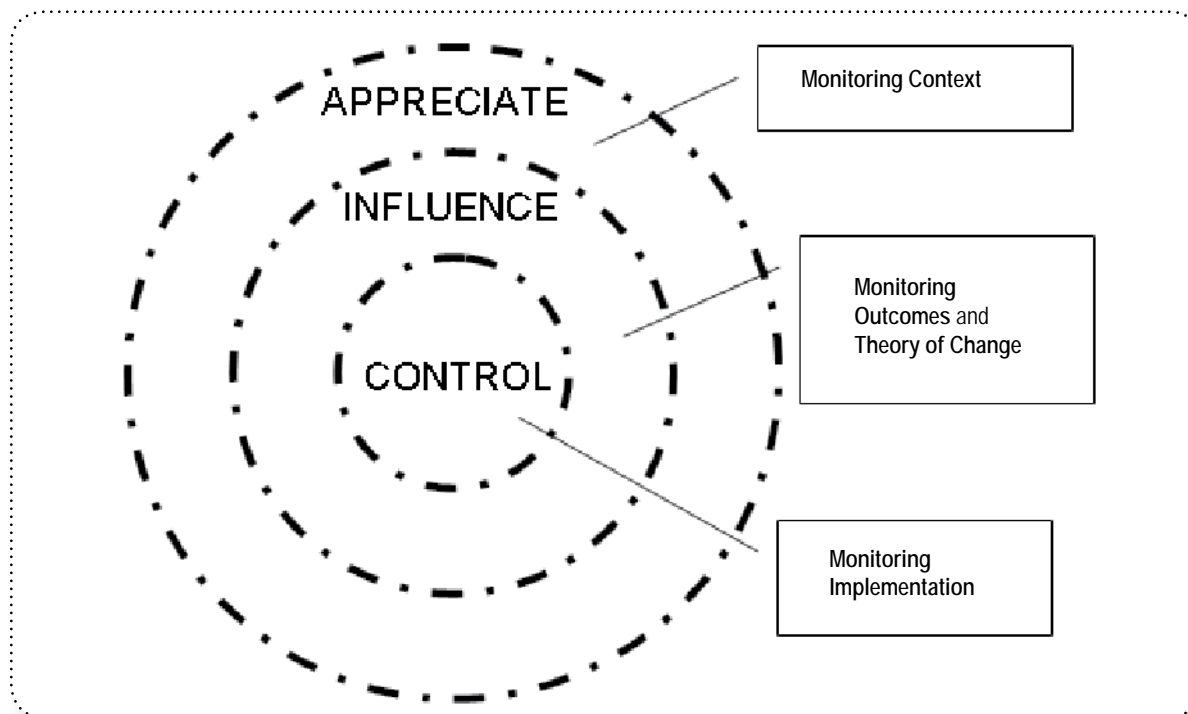 APPRECIATE
Monitoring Context
INFLUENCE
Monitoring
Outcomes and
Theory of Change
CONTROL
Monitoring
Implementation